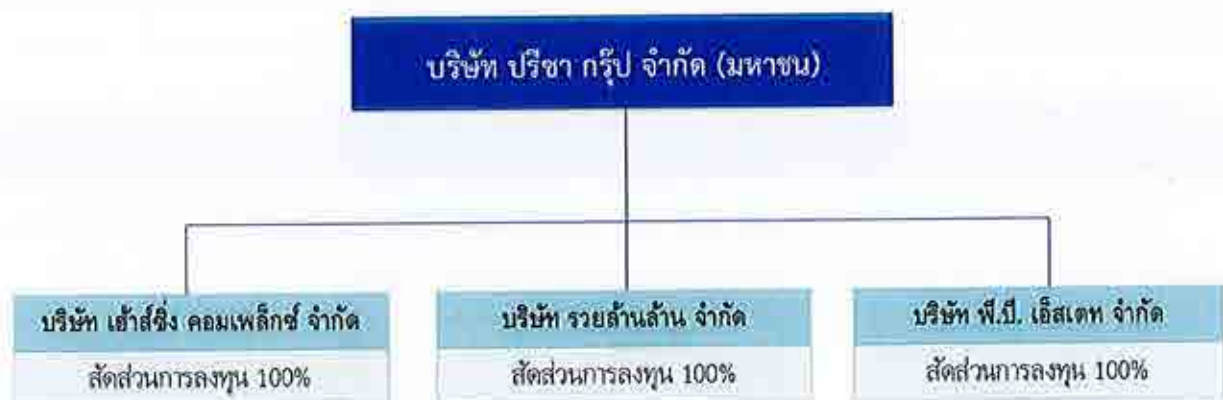 บริษัท ปรีชา กรุ๊ป จำกัด (มหาชน)
บริษัท เฮ้าส์ซิ่ง คอมเพล็กซ์ จำกัด
สัดส่วนการลงทุน 100%
บริษัท รวยล้านล้าน จำกัด
สัดส่วนการลงทุน 100%
บริษัท พี.ปี. เอ็สเตท จำกัด
สัดส่วนการลงทุน 100%